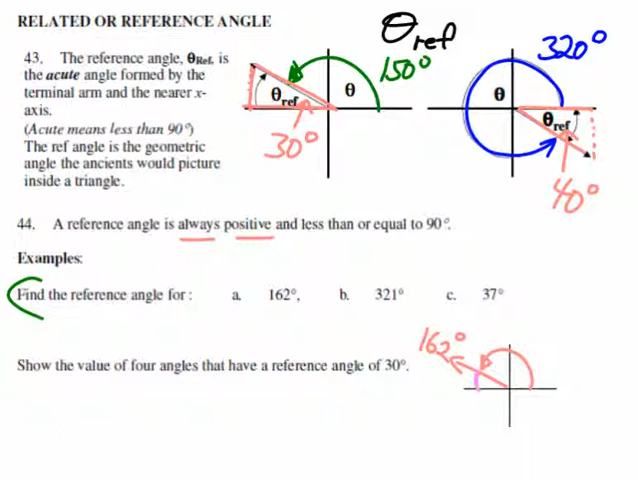 RELATED OR REFERENCE ANGLE
θref
320°
43. The reference angle, θRef, is
the acute angle formed by the
terminal arm and the nearer x-
axis.
(Acute means less than 90°)
The ref angle is the geometric
angle the ancients would picture
inside a triangle.
150°
θ
θref
30°
θ
θref
40°
44. A reference angle is always positive and less than or equal to 90°.
Examples:
Find the reference angle for : a. 162°, b. 321° c. 37°
162°
Show the value of four angles that have a reference angle of 30°.